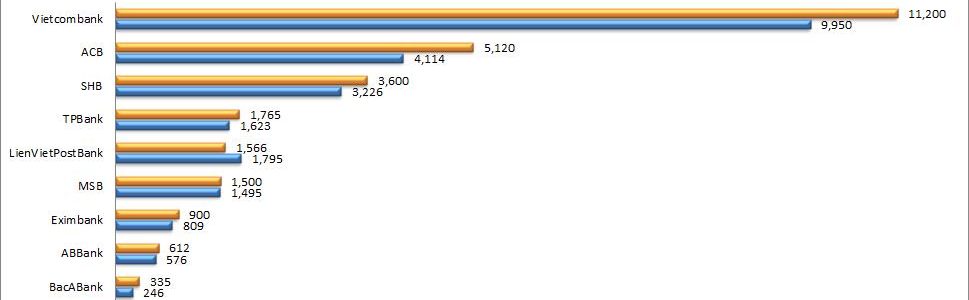 Vietcombank
11,200
9,950
ACB
5,120
4,114
SHB
3,600
3,226
TPBank
1,765
1,623
LienVietPostBank
1,566
1,795
MSB
1,500
1,495
Eximbank
900
809
ABBank
612
576
BacABank
335
246